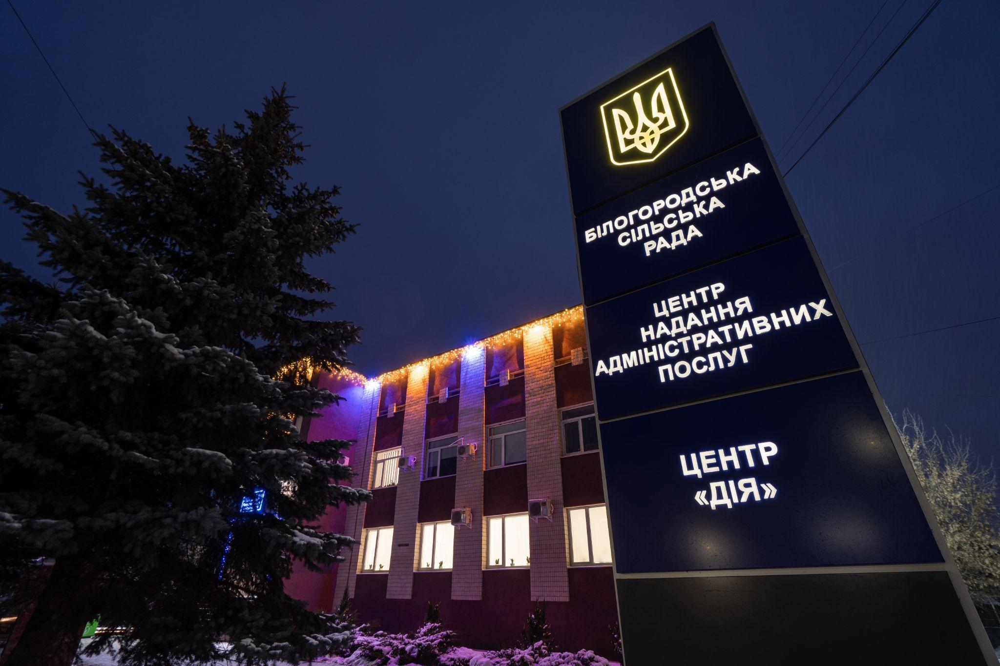 БІЛОГОРОДСЬКА
СІЛЬСЬКА
РАДА
ЦЕНТР
НАДАННЯ
АДМІНІСТРАТИВНИХ
ПОСЛУГ
ЦЕНТР
«ДІЯ»